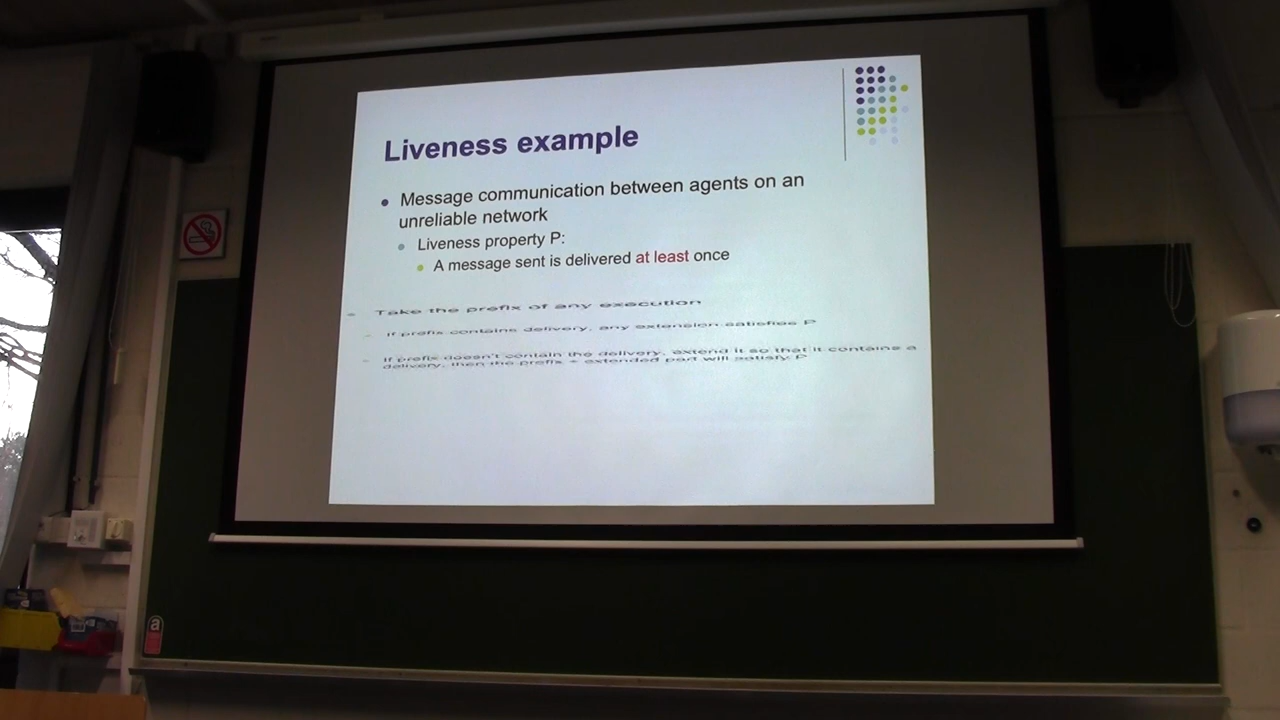 Liveness example
Message communication between agents on an
unreliable network
Liveness property P:
A message sent is delivered at least once
Take the prefix of any execution
If prefix contains delivery, any extension satisfies P
If prefix doesn't contain the delivery, extend it so that it contains a
delivery, then the prefix + extended part will satisfy P
a